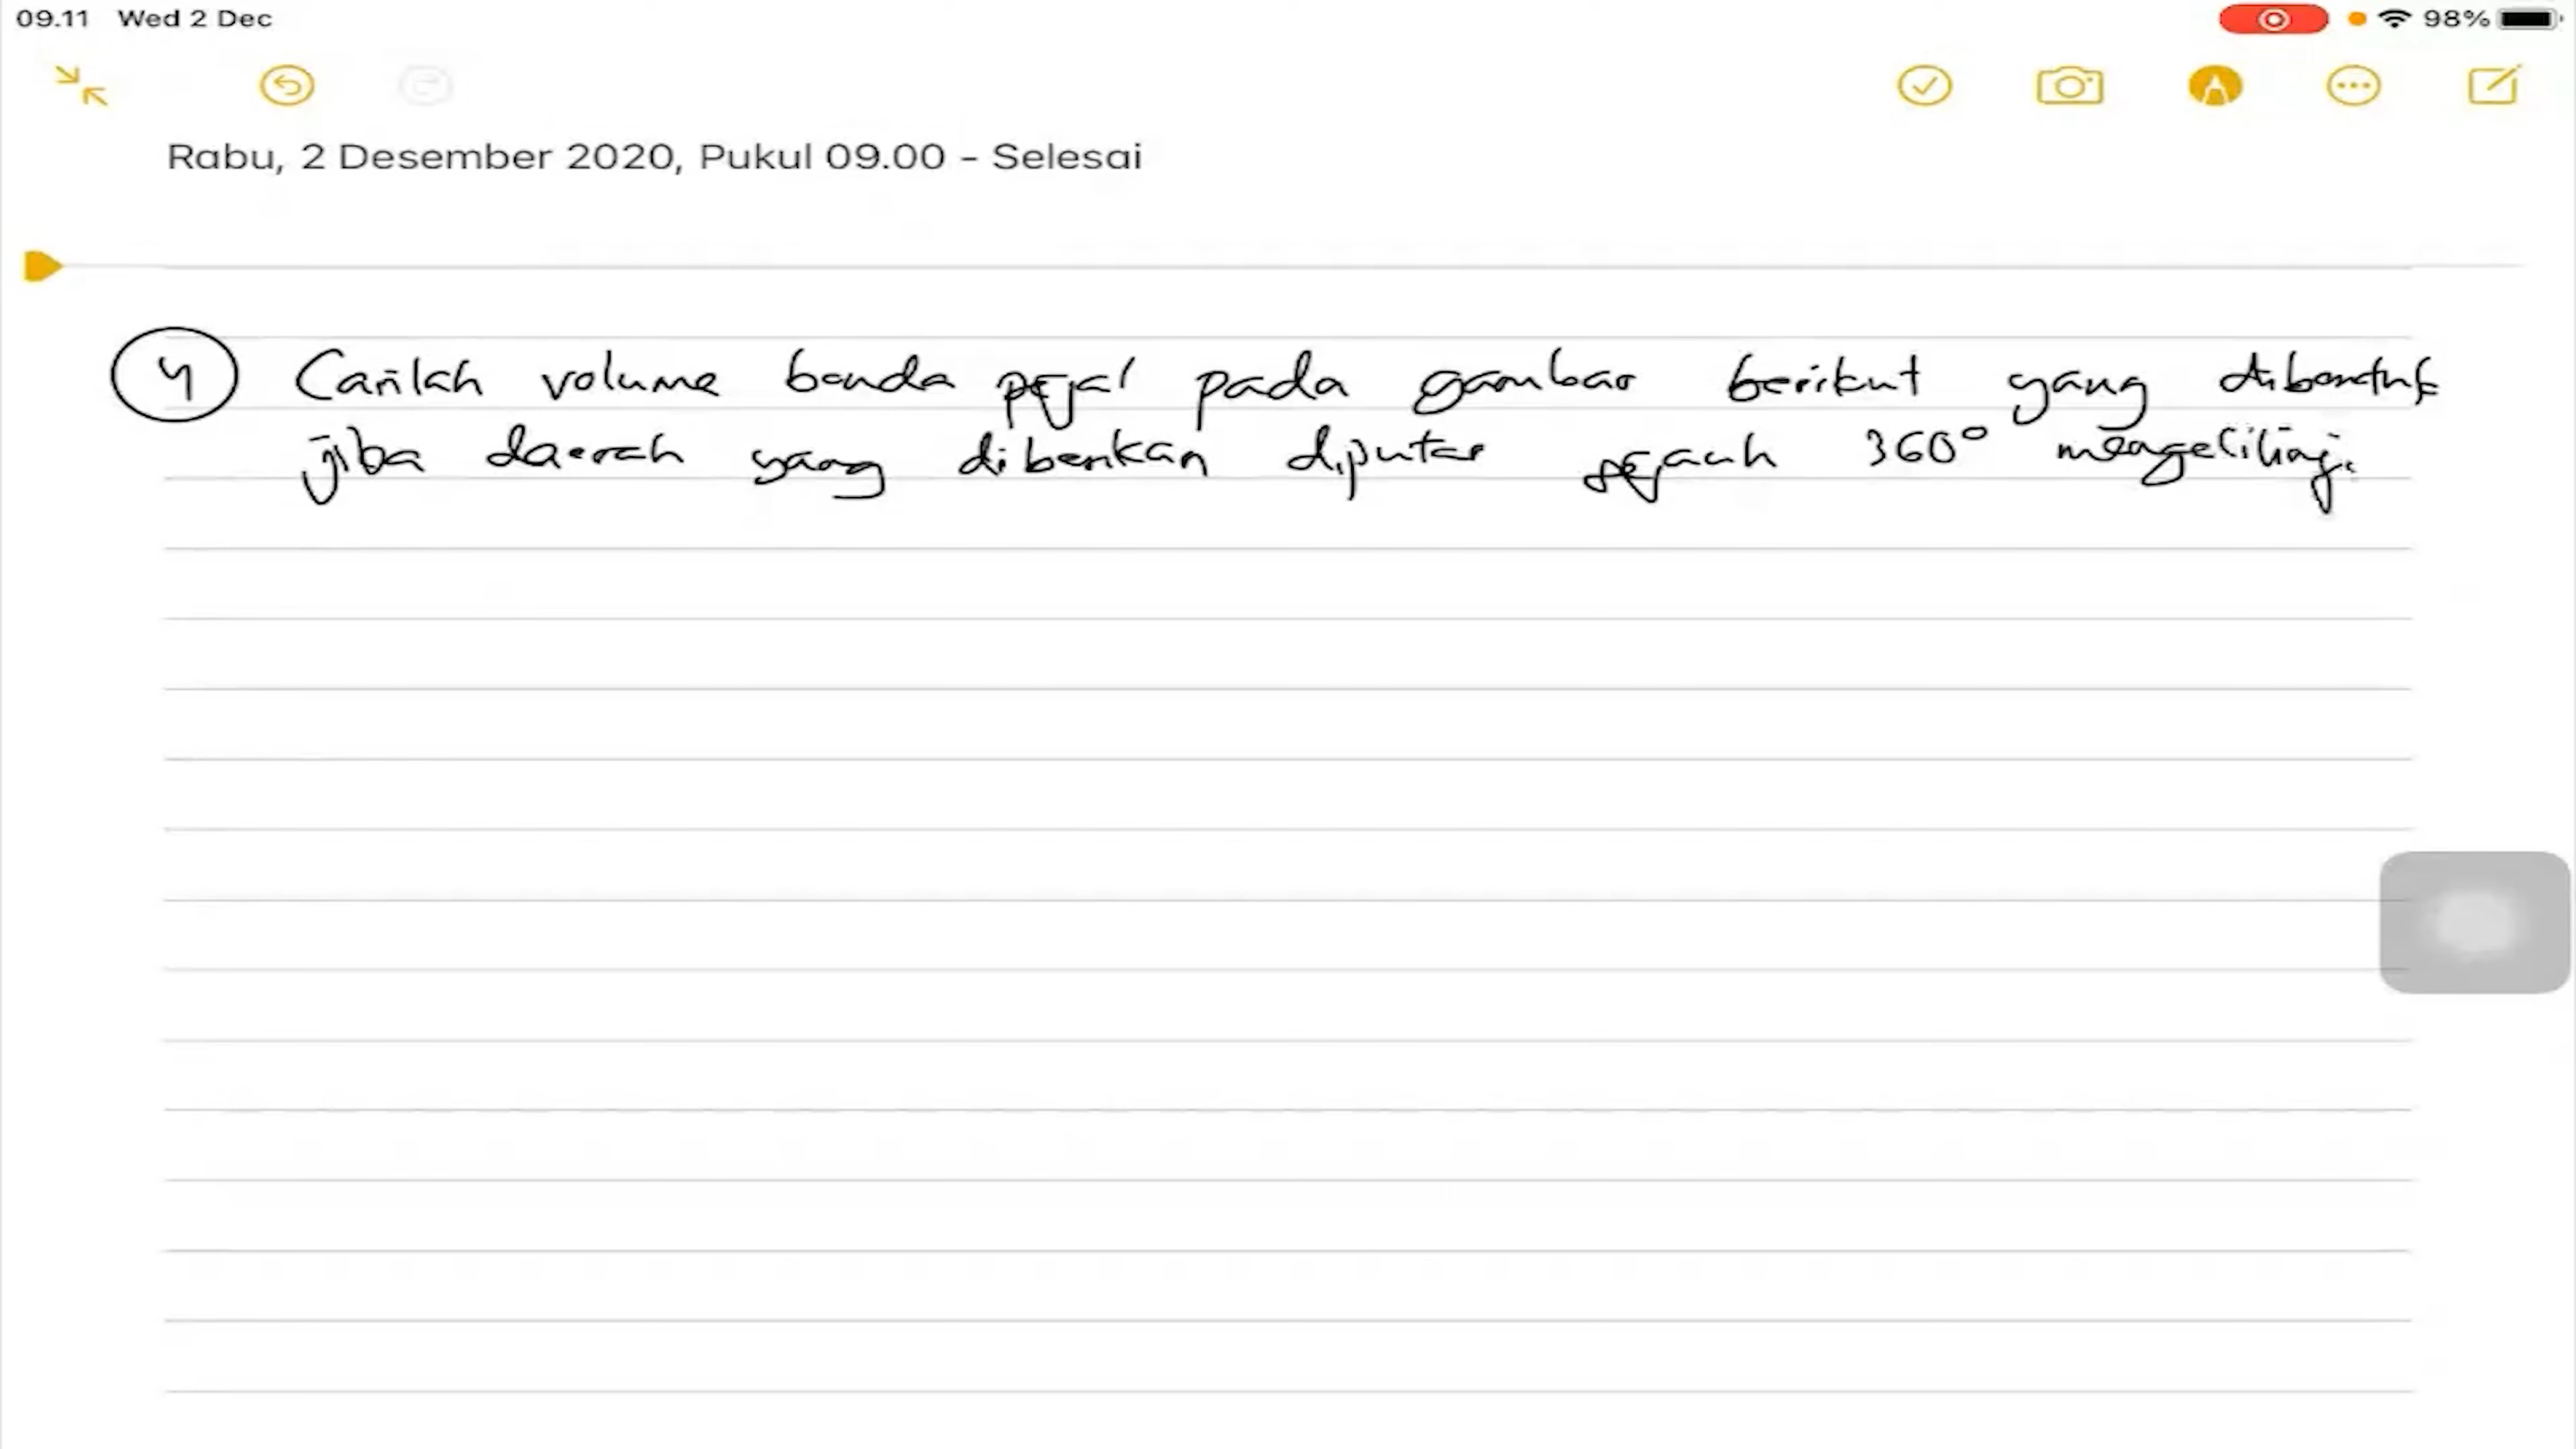 09.11 Wed 2 Dec
98%
Rabu, 2 Desember 2020, Pukul 09.00 - Selesai
4 Carilah volume benda pejal pada gambar berikut yang dibentuk
jika daerah yang diberikan diputar sejauh 360° mengelilingi